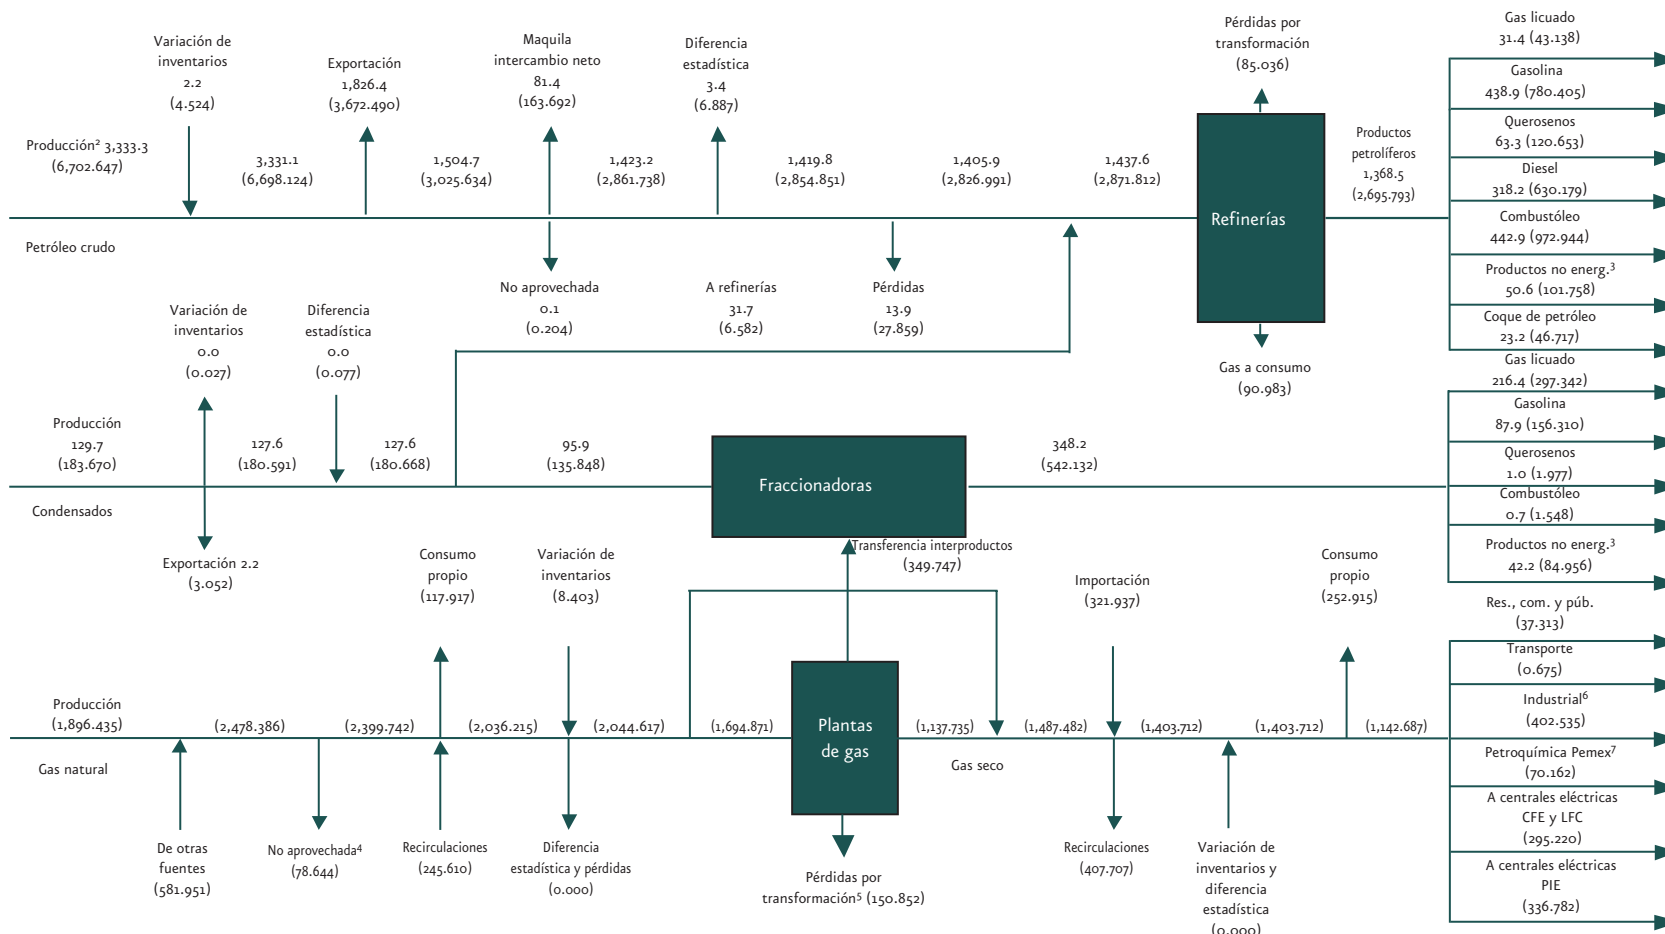 Variación de
inventarios
2.2
(4.524)
Exportación
1,826.4
(3,672.490)
Maquila
intercambio neto
81.4
(163.692)
Diferencia
estadística
3.4
(6.887)
Pérdidas por
transformación
(85.036)
Producción² 3,333.3
(6,702.647)
3,331.1
(6,698.124)
1,504.7
(3,025.634)
1,423.2
(2,861.738)
1,419.8
(2,854.851)
1,405.9
(2,826.991)
1,437.6
(2,871.812)
Refinerías
Productos
petrolíferos
1,368.5
(2,695.793)
Gas licuado
31.4 (43.138)
Gasolina
438.9 (780.405)
Querosenos
63.3 (120.653)
Diesel
318.2 (630.179)
Combustóleo
442.9 (972.944)
Productos no energ.³
50.6 (101.758)
Coque de petróleo
23.2 (46.717)
Petróleo crudo
No aprovechada
0.1
(0.204)
A refinerías
31.7
(6.582)
Pérdidas
13.9
(27.859)
Gas a consumo
(90.983)
Variación de
inventarios
0.0
(0.027)
Diferencia
estadística
0.0
(0.077)
Producción
129.7
(183.670)
127.6
(180.591)
127.6
(180.668)
95.9
(135.848)
Fraccionadoras
348.2
(542.132)
Gas licuado
216.4 (297.342)
Gasolina
87.9 (156.310)
Querosenos
1.0 (1.977)
Combustóleo
0.7 (1.548)
Productos no energ.³
42.2 (84.956)
Condensados
Exportación 2.2
(3.052)
Consumo
propio
(117.917)
Variación de
inventarios
(8.403)
Transferencia interproductos
(349.747)
Importación
(321.937)
Consumo
propio
(252.915)
Producción
(1,896.435)
(2,478.386)
(2,399.742)
(2,036.215)
(2,044.617)
(1,694.871)
Plantas
de gas
(1,137.735)
(1,487.482)
(1,403.712)
(1,403.712)
(1,142.687)
Res., com. y púb.
(37.313)
Transporte
(0.675)
Industrial⁶
(402.535)
Petroquímica Pemex⁷
(70.162)
A centrales eléctricas
CFE y LFC
(295.220)
A centrales eléctricas
PIE
(336.782)
Gas natural
Gas seco
De otras
fuentes
(581.951)
No aprovechada⁴
(78.644)
Recirculaciones
(245.610)
Diferencia
estadística y pérdidas
(0.000)
Pérdidas por
transformación⁵ (150.852)
Recirculaciones
(407.707)
Variación de
inventarios y
diferencia
estadística
(0.000)